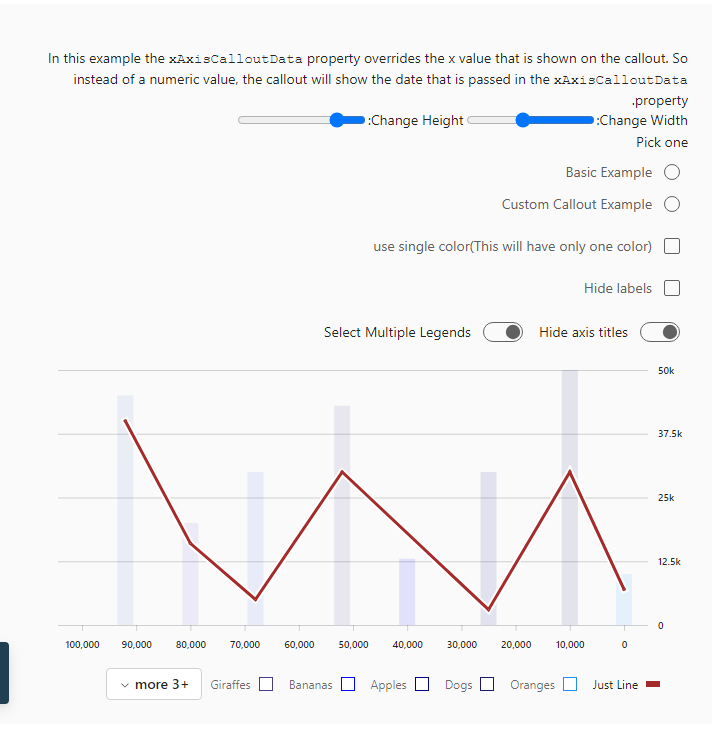 In this example the xAxisCalloutData property overrides the x value that is shown on the callout. So
instead of a numeric value, the callout will show the date that is passed in the xAxisCalloutData
.property
:Change Height :Change Width
Pick one
Basic Example
Custom Callout Example
use single color(This will have only one color)
Hide labels
Select Multiple Legends Hide axis titles
50k
37.5k
25k
12.5k
0
100,000 90,000 80,000 70,000 60,000 50,000 40,000 30,000 20,000 10,000 0
more 3+ Giraffes Bananas Apples Dogs Oranges Just Line